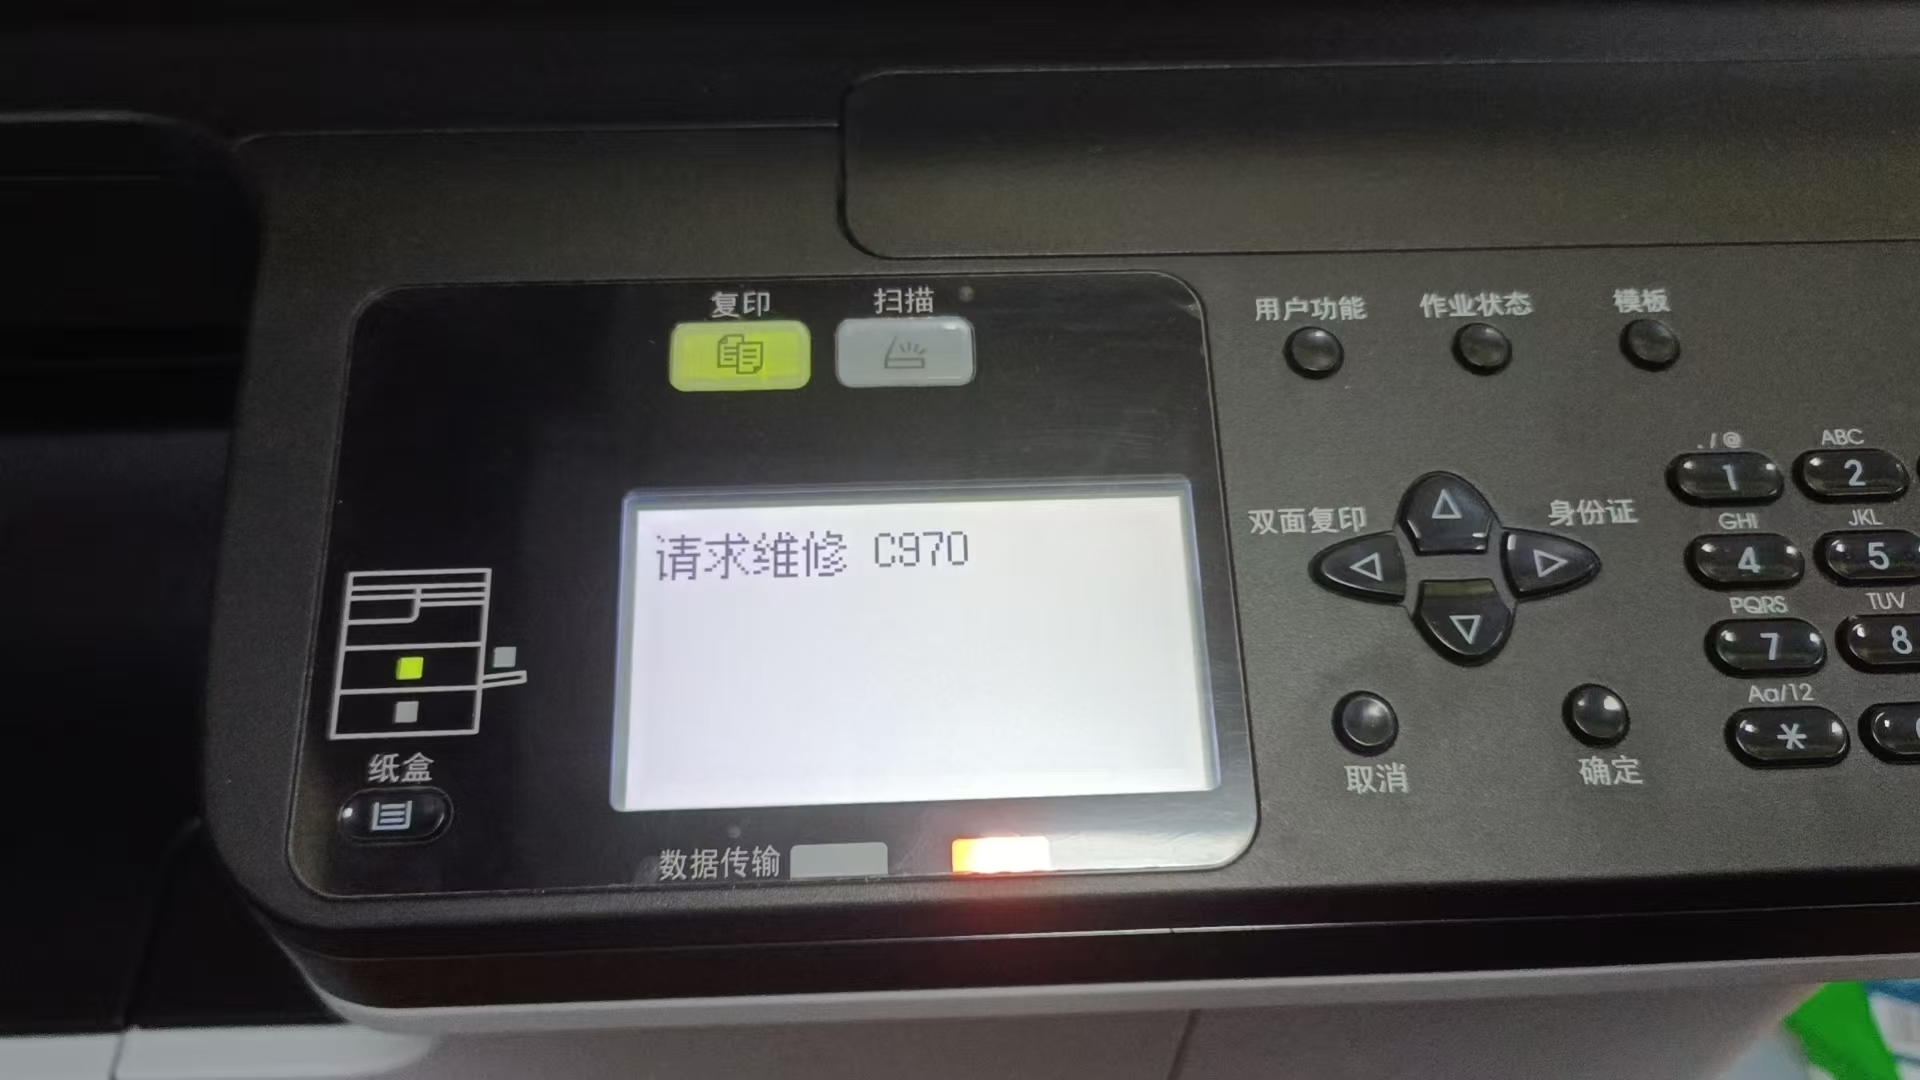 复印
扫描
用户功能
作业状态
模板
请求维修 C970
双面复印
身份证
取消
确定
. / @
1
ABC
2
GHI
4
JKL
5
PQRS
7
TUV
8
Aa/12
*
纸盒
数据传输